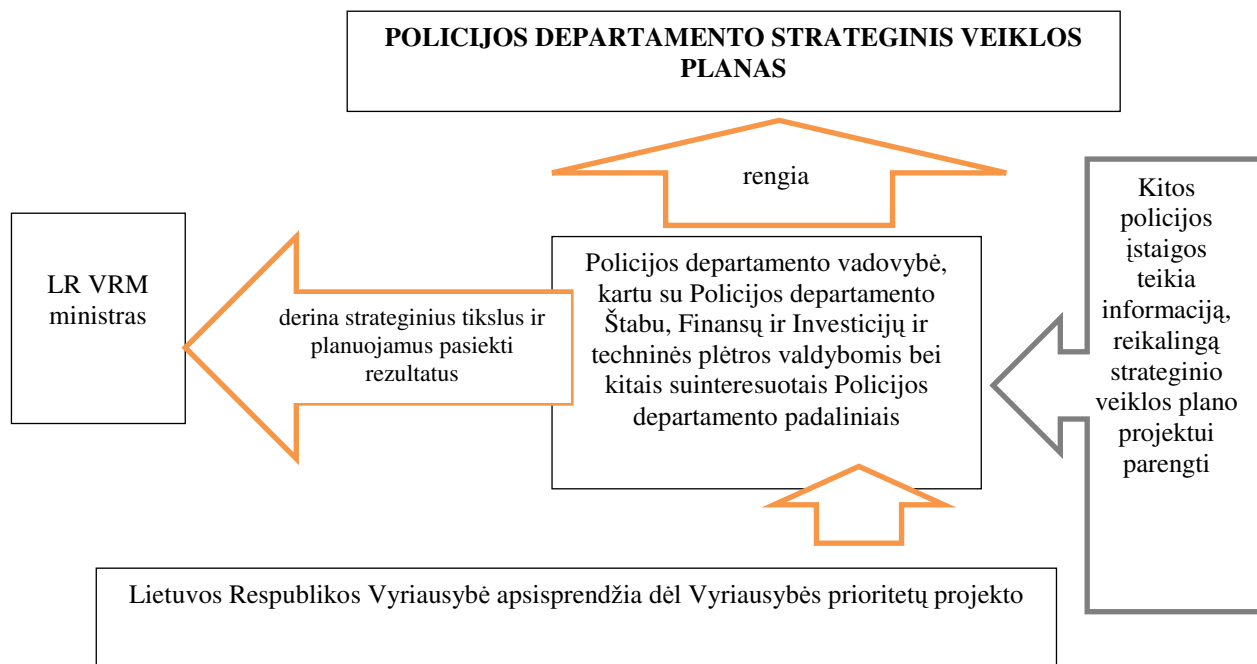 POLICIJOS DEPARTAMENTO STRATEGINIS VEIKLOS
PLANAS
rengia
Kitos
policijos
įstaigos
teikia
informaciją,
reikalingą
strateginio
veiklos plano
projektui
parengti
LR VRM
ministras
derina strateginius tikslus ir
planuojamus pasiekti
rezultatus
Policijos departamento vadovybė,
kartu su Policijos departamento
Štabu, Finansų ir Investicijų ir
techninės plėtros valdybomis bei
kitais suinteresuotais Policijos
departamento padaliniais
Lietuvos Respublikos Vyriausybė apsisprendžia dėl Vyriausybės prioritetų projekto